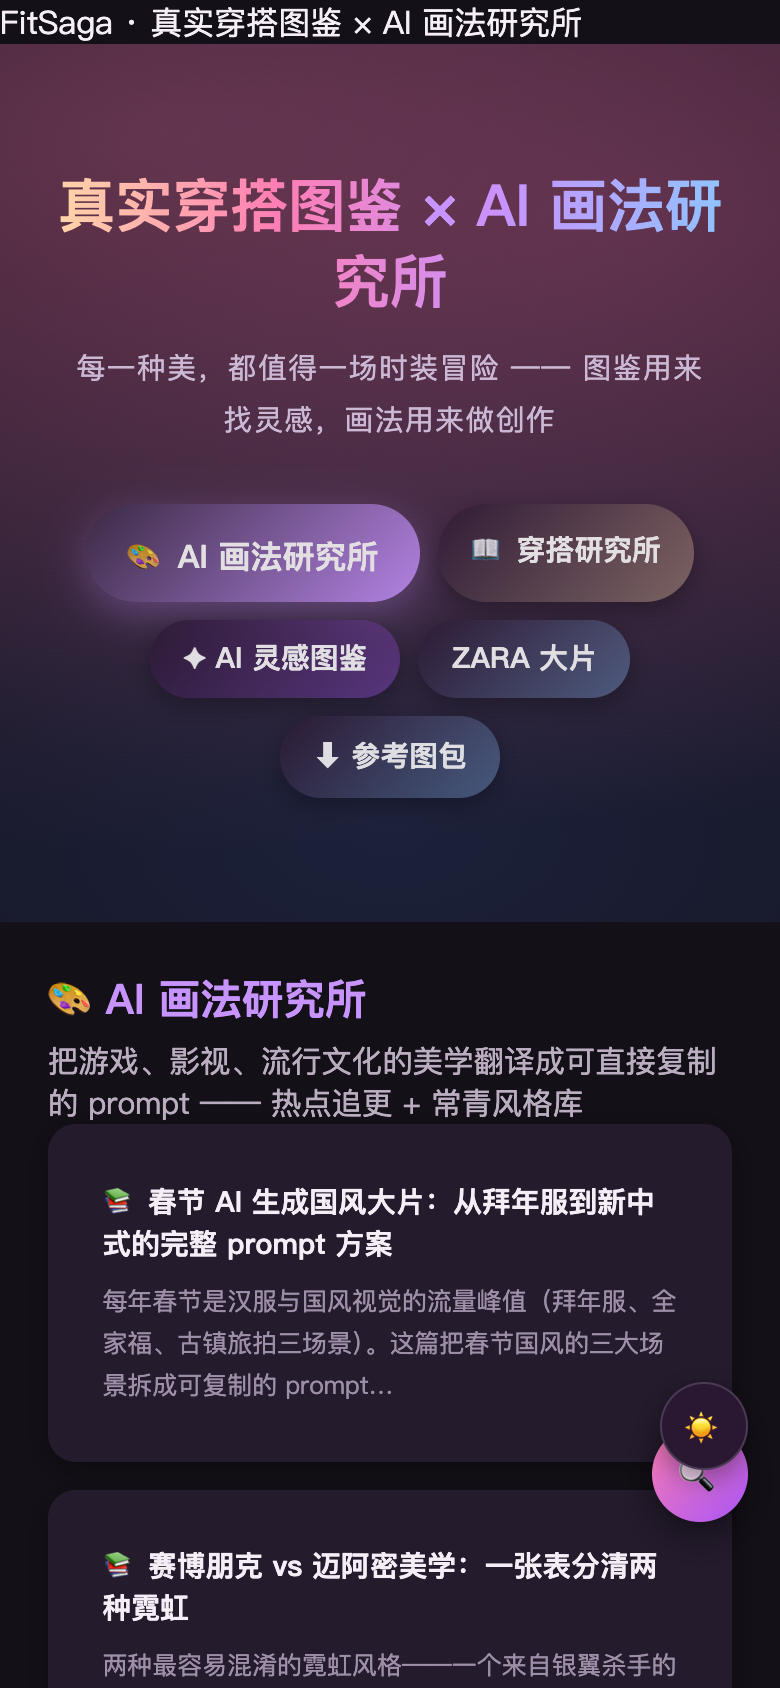 FitSaga · 真实穿搭图鉴 × AI 画法研究所
真实穿搭图鉴 × AI 画法研
究所
每一种美，都值得一场时装冒险 —— 图鉴用来
找灵感，画法用来做创作
AI 画法研究所
穿搭研究所
✦ AI 灵感图鉴
ZARA 大片
⬇ 参考图包
AI 画法研究所
把游戏、影视、流行文化的美学翻译成可直接复制
的 prompt —— 热点追更 + 常青风格库
春节 AI 生成国风大片：从拜年服到新中
式的完整 prompt 方案
每年春节是汉服与国风视觉的流量峰值（拜年服、全
家福、古镇旅拍三场景）。这篇把春节国风的三大场
景拆成可复制的 prompt...
赛博朋克 vs 迈阿密美学：一张表分清两
种霓虹
两种最容易混淆的霓虹风格——一个来自银翼杀手的